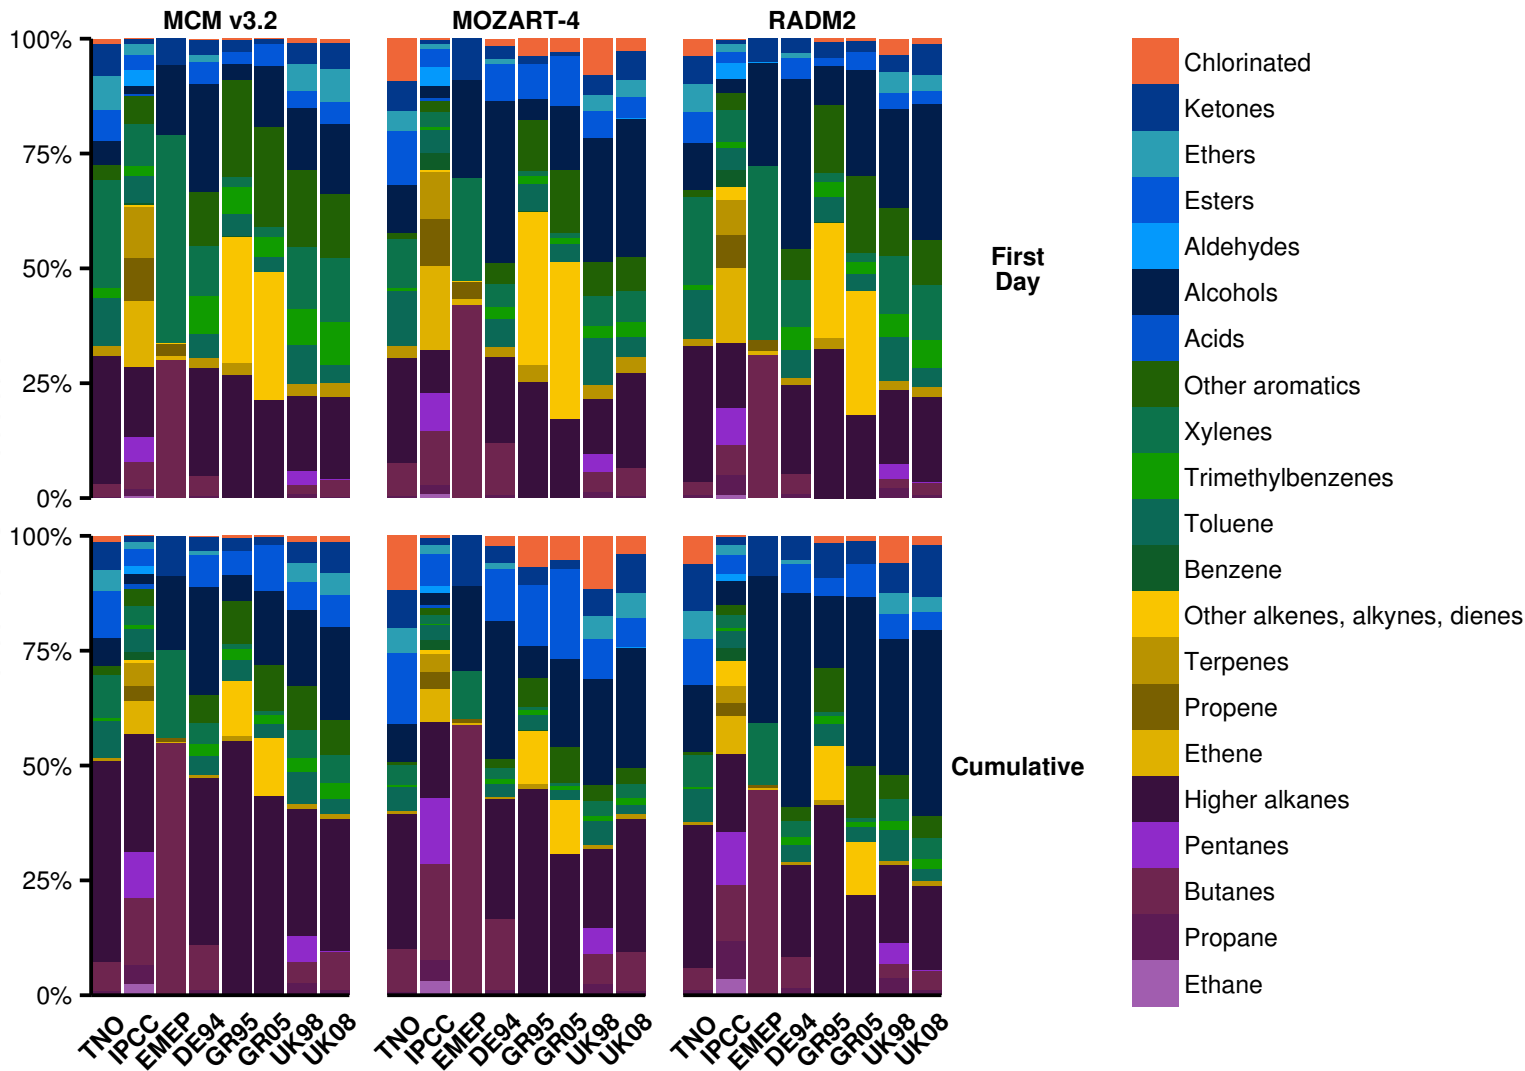 MCM v3.2 MOZART-4 RADM2
100%
75%
50%
25%
0%
First
Day
100%
75%
50%
25%
0%
Cumulative
TNO IPCC EMEP DE94 GR95 GR05 UK98 UK08
TNO IPCC EMEP DE94 GR95 GR05 UK98 UK08
TNO IPCC EMEP DE94 GR95 GR05 UK98 UK08
Chlorinated
Ketones
Ethers
Esters
Aldehydes
Alcohols
Acids
Other aromatics
Xylenes
Trimethylbenzenes
Toluene
Benzene
Other alkenes, alkynes, dienes
Terpenes
Propene
Ethene
Higher alkanes
Pentanes
Butanes
Propane
Ethane